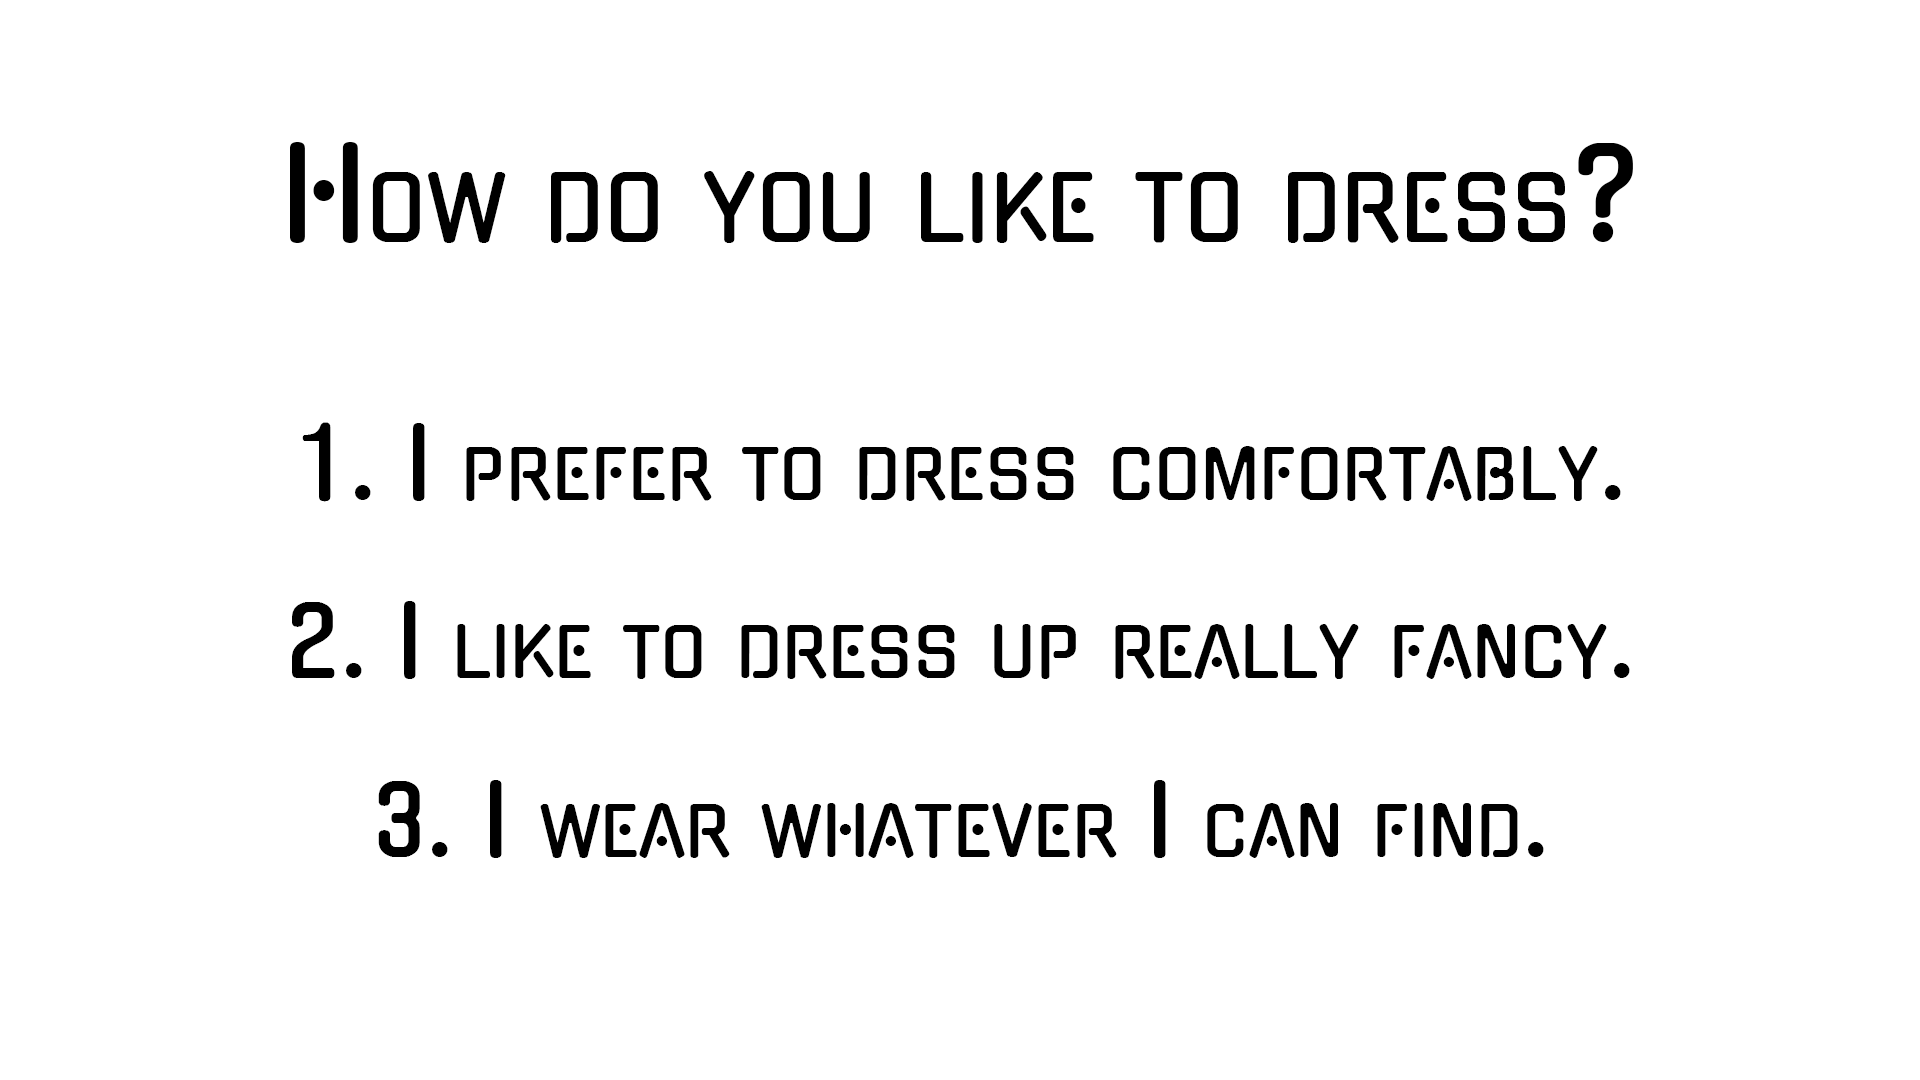 How do you like to dress?
1. I prefer to dress comfortably.
2. I like to dress up really fancy.
3. I wear whatever I can find.